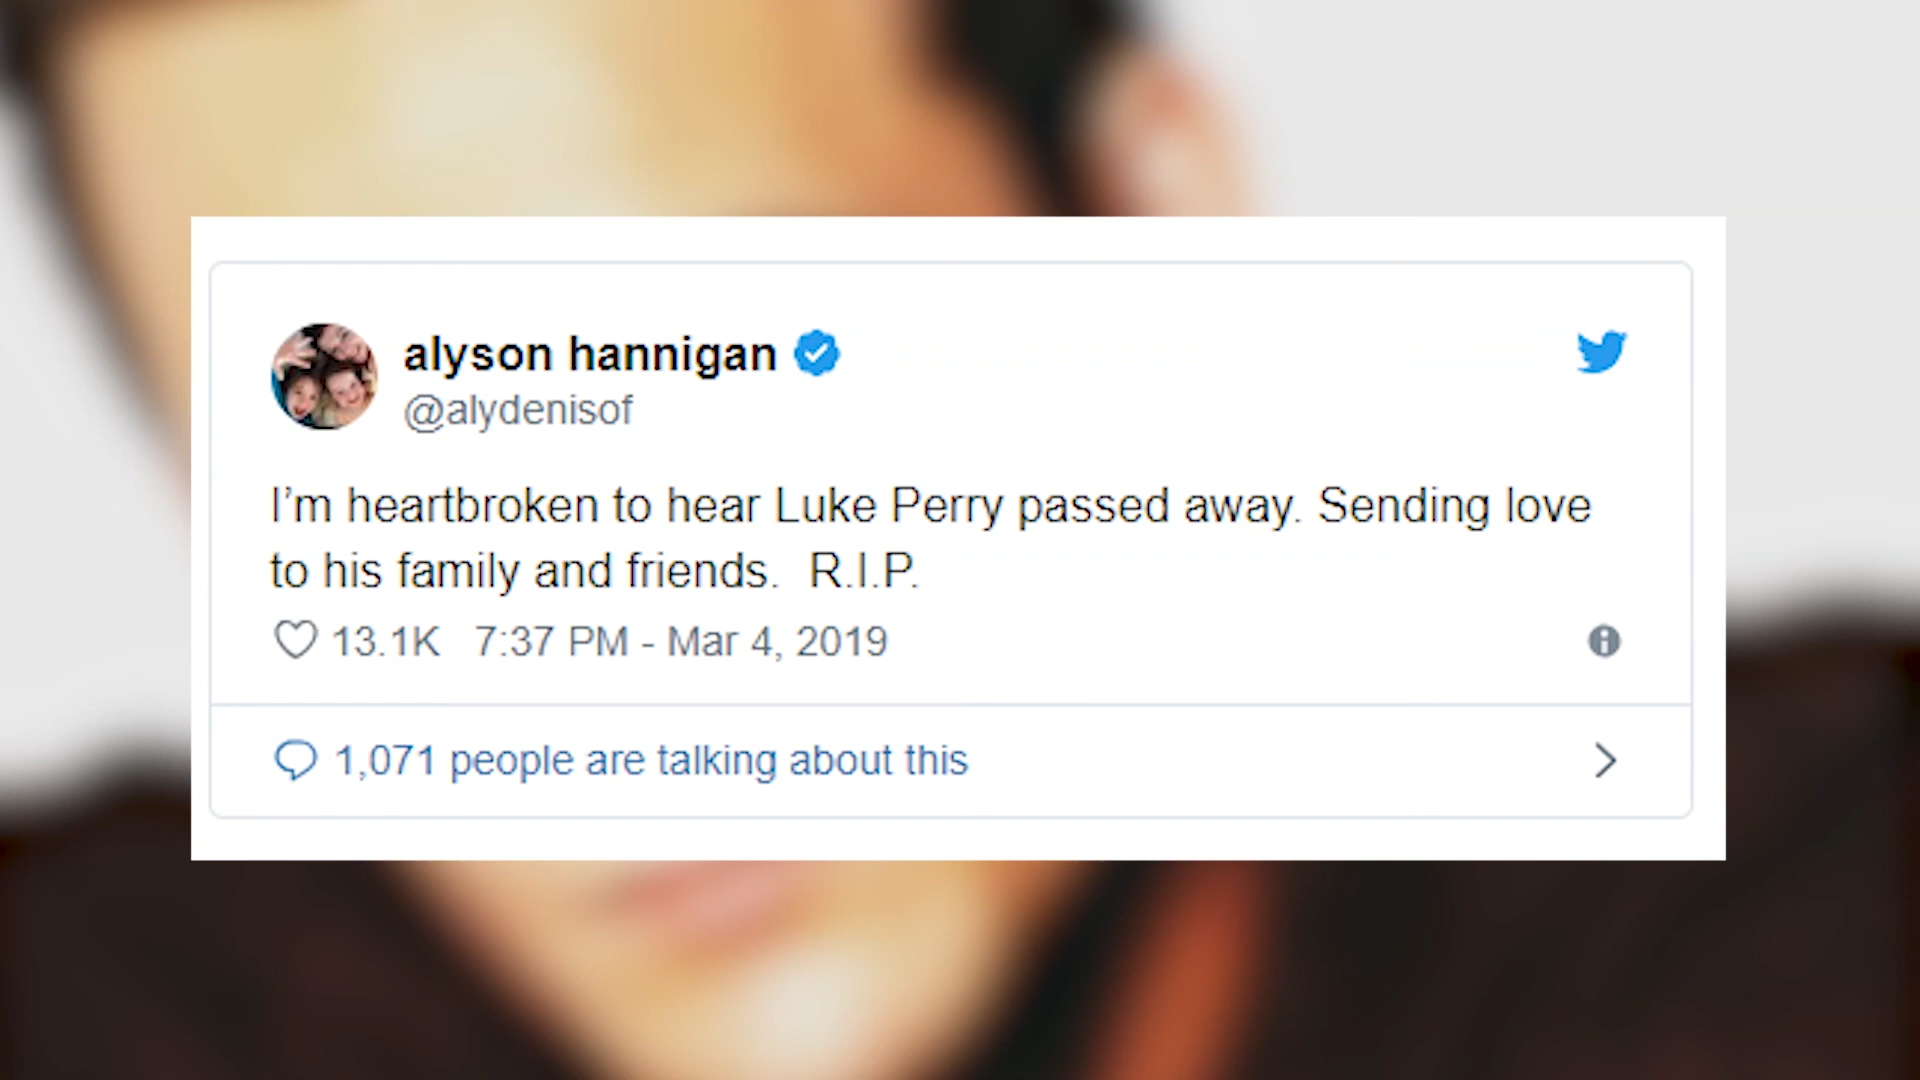 alyson hannigan
@alydenisof
I’m heartbroken to hear Luke Perry passed away. Sending love
to his family and friends.  R.I.P.
13.1K 7:37 PM - Mar 4, 2019
1,071 people are talking about this